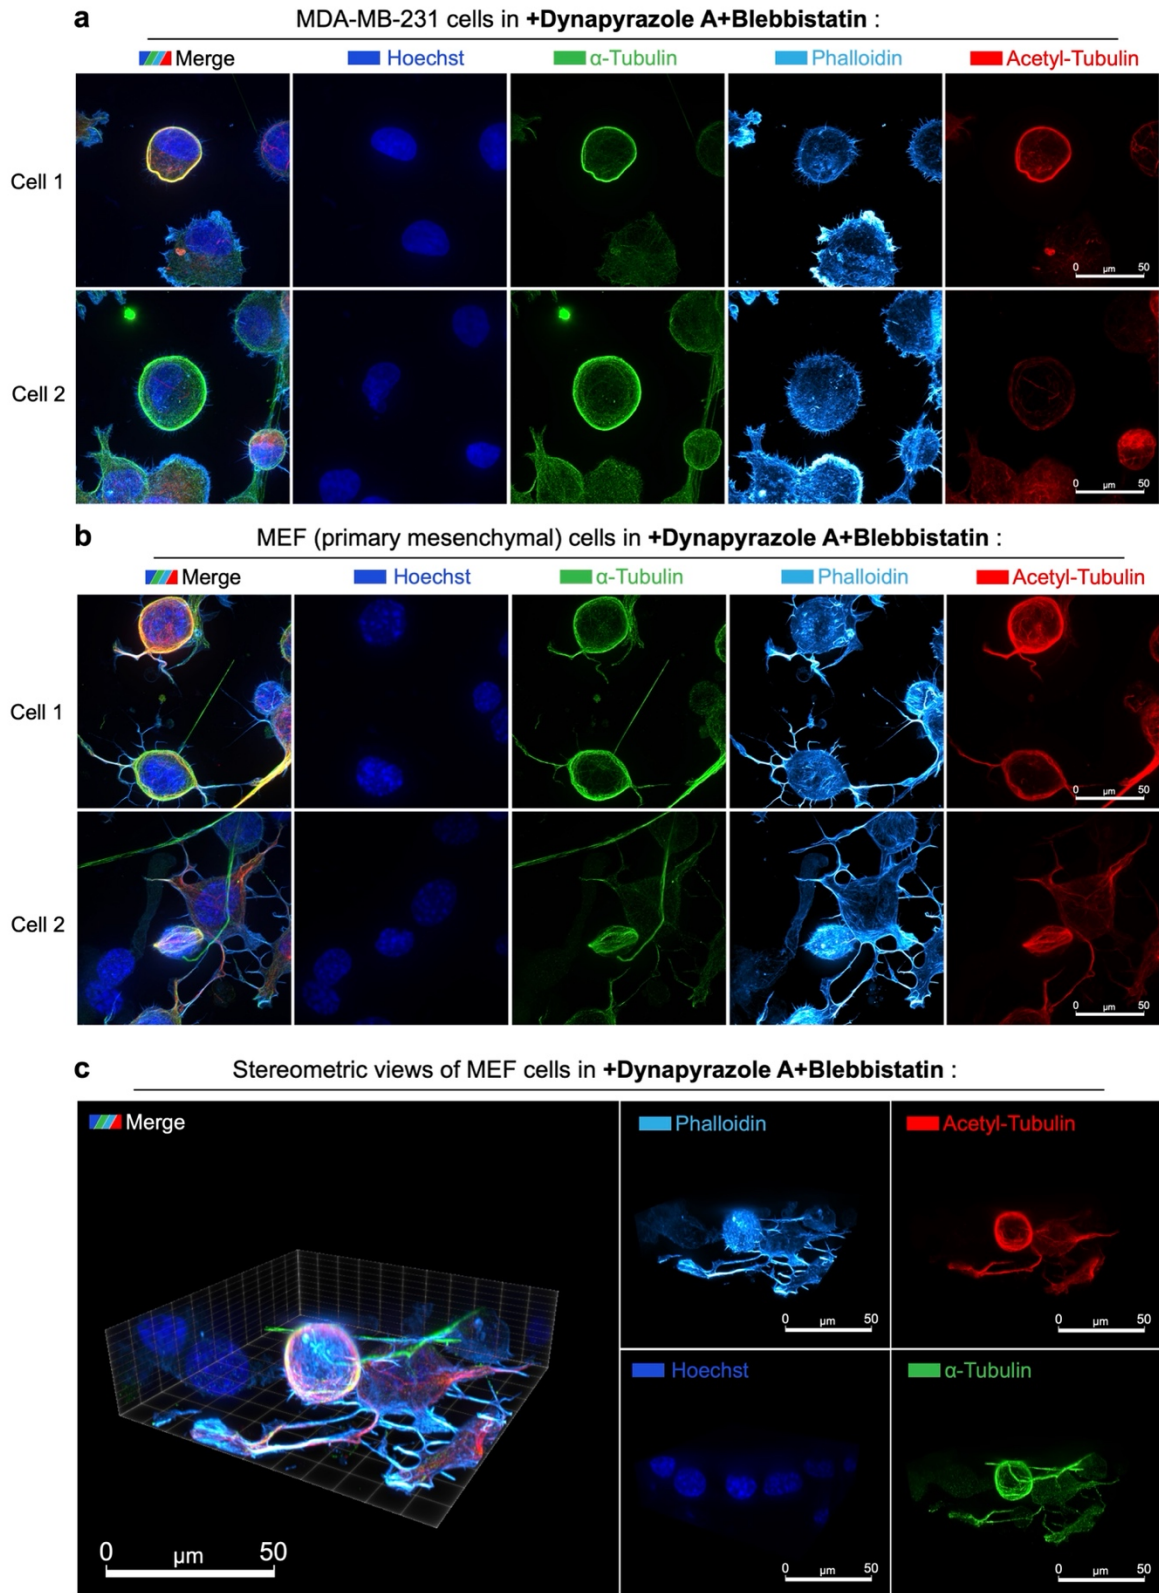 a
MDA-MB-231 cells in +Dynapyrazole A+Blebbistatin :
Merge Hoechst α-Tubulin Phalloidin Acetyl-Tubulin
Cell 1
0 µm 50
Cell 2
0 µm 50
b
MEF (primary mesenchymal) cells in +Dynapyrazole A+Blebbistatin :
Merge Hoechst α-Tubulin Phalloidin Acetyl-Tubulin
Cell 1
0 µm 50
Cell 2
0 µm 50
c
Stereometric views of MEF cells in +Dynapyrazole A+Blebbistatin :
Merge
Phalloidin
0 µm 50
Acetyl-Tubulin
0 µm 50
Hoechst
0 µm 50
α-Tubulin
0 µm 50
0 µm 50